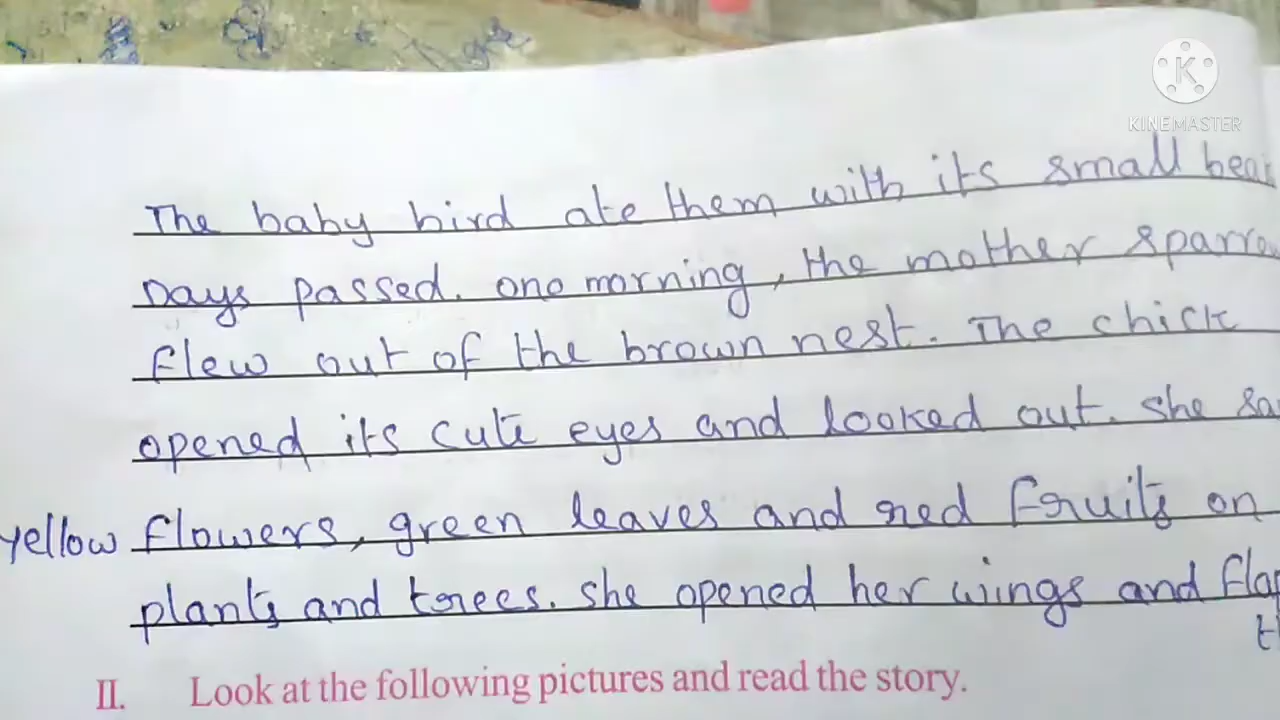 KINEMASTER
The baby bird ate them with its small
Days passed. one morning, the mother
flew out of the brown nest. The chick
opened its cute eyes and looked out. she
yellow flowers, green leaves and red fruits on
plants and trees. she opened her wings and
II. Look at the following pictures and read the story.